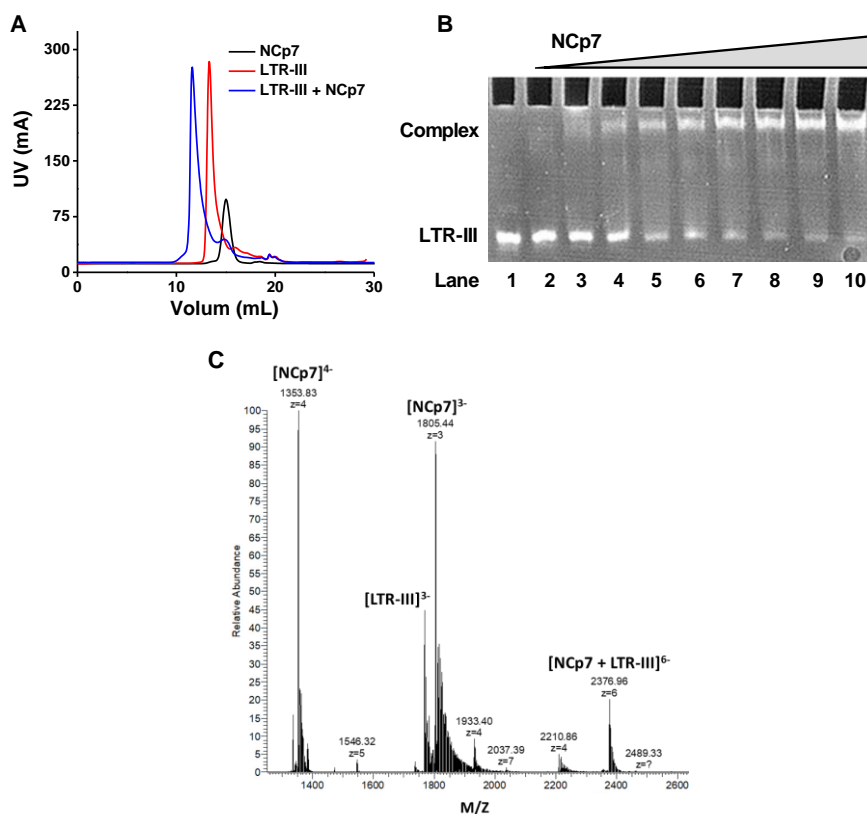 A
NCp7
LTR-III
LTR-III + NCp7
UV (mA)
300
225
150
75
0
0
10
20
30
Volum (mL)
B
NCp7
Complex
LTR-III
Lane 1 2 3 4 5 6 7 8 9 10
C
[NCp7]4-
1353.83
z=4
[NCp7]3-
1805.44
z=3
[LTR-III]3-
[NCp7 + LTR-III]6-
2376.96
z=6
1546.32
z=5
1933.40
z=4
2037.39
z=7
2210.86
z=4
2489.33
z=?
Relative Abundance
100
95
90
85
80
75
70
65
60
55
50
45
40
35
30
25
20
15
10
5
0
1400 1600 1800 2000 2200 2400 2600
M/Z